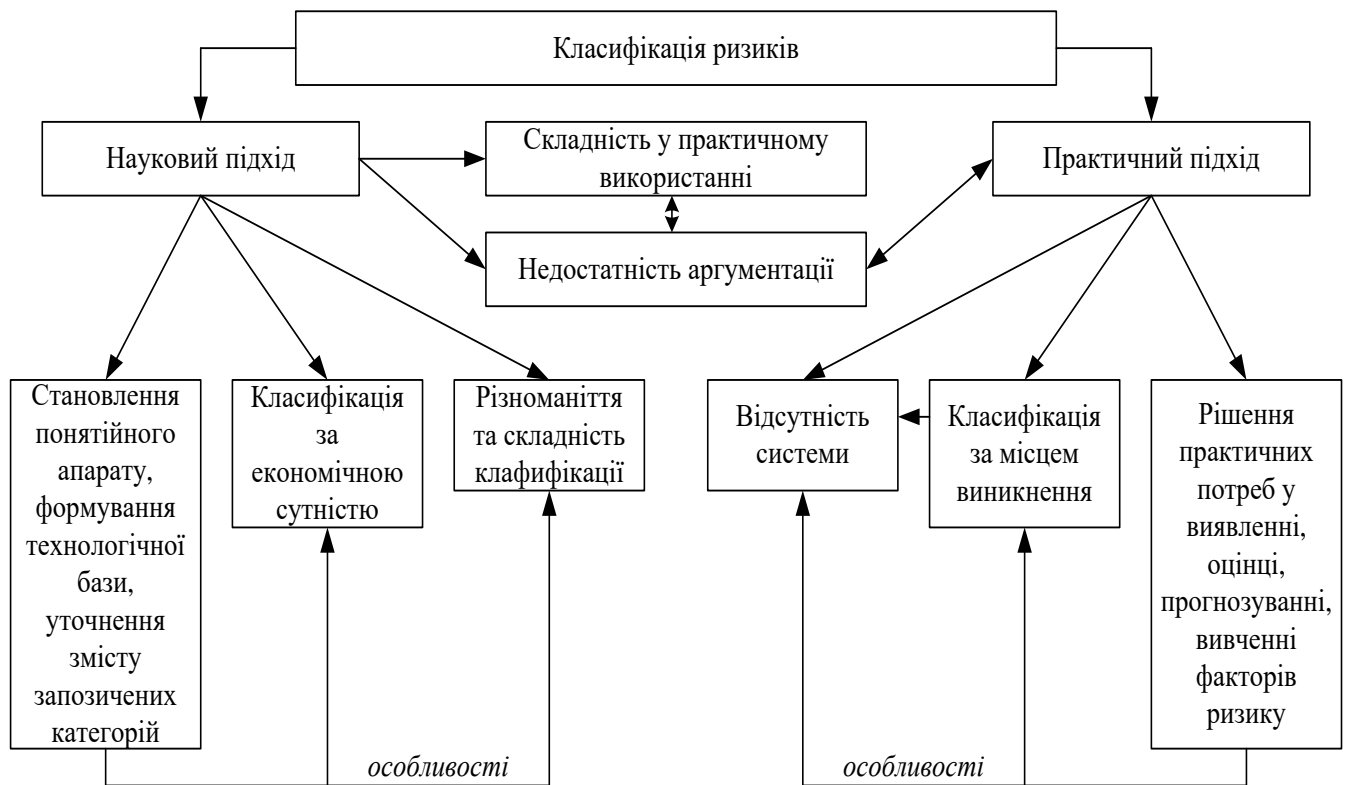 Класифікація ризиків
Науковий підхід
Складність у практичному
використанні
Практичний підхід
Недостатність аргументації
Становлення
понятійного
апарату,
формування
технологічної
бази,
уточнення
змісту
запозичених
категорій
Класифікація
за
економічною
сутністю
Різноманіття
та складність
клафифікації
Відсутність
системи
Класифікація
за місцем
виникнення
Рішення
практичних
потреб у
виявленні,
оцінці,
прогнозуванні,
вивченні
факторів
ризику
особливості
особливості